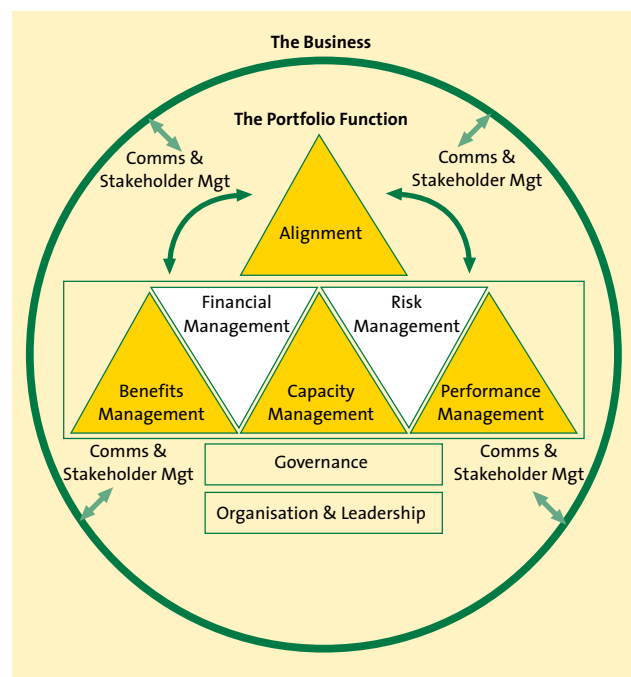 The Business
The Portfolio Function
Comms &
Stakeholder Mgt
Comms &
Stakeholder Mgt
Alignment
Financial
Management
Risk
Management
Benefits
Management
Capacity
Management
Performance
Management
Comms &
Stakeholder Mgt
Comms &
Stakeholder Mgt
Governance
Organisation & Leadership